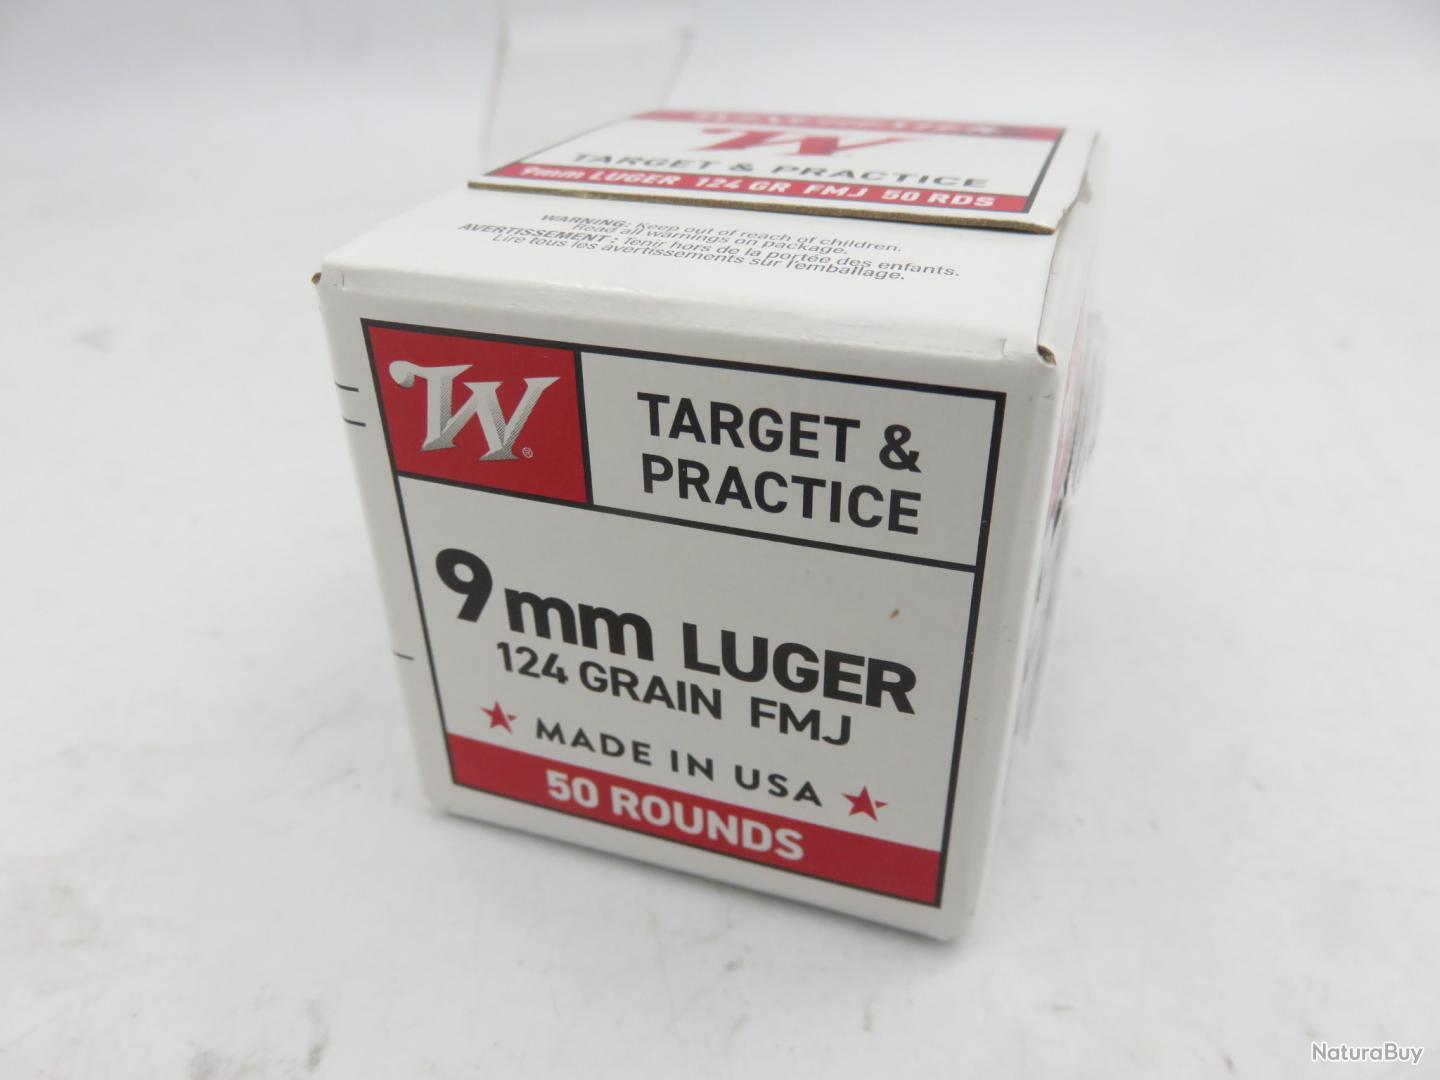 WINCHESTER
W
TARGET & PRACTICE
9mm LUGER 124 GR FMJ 50 RDS
WARNING: Keep out of reach of children.
Read all warnings on package.
AVERTISSEMENT : Tenir hors de la portée des enfants.
Lire tous les avertissements sur l'emballage.
W®
TARGET &
PRACTICE
9mm LUGER
124 GRAIN FMJ
★ MADE IN USA ★
50 ROUNDS
NaturaBuy